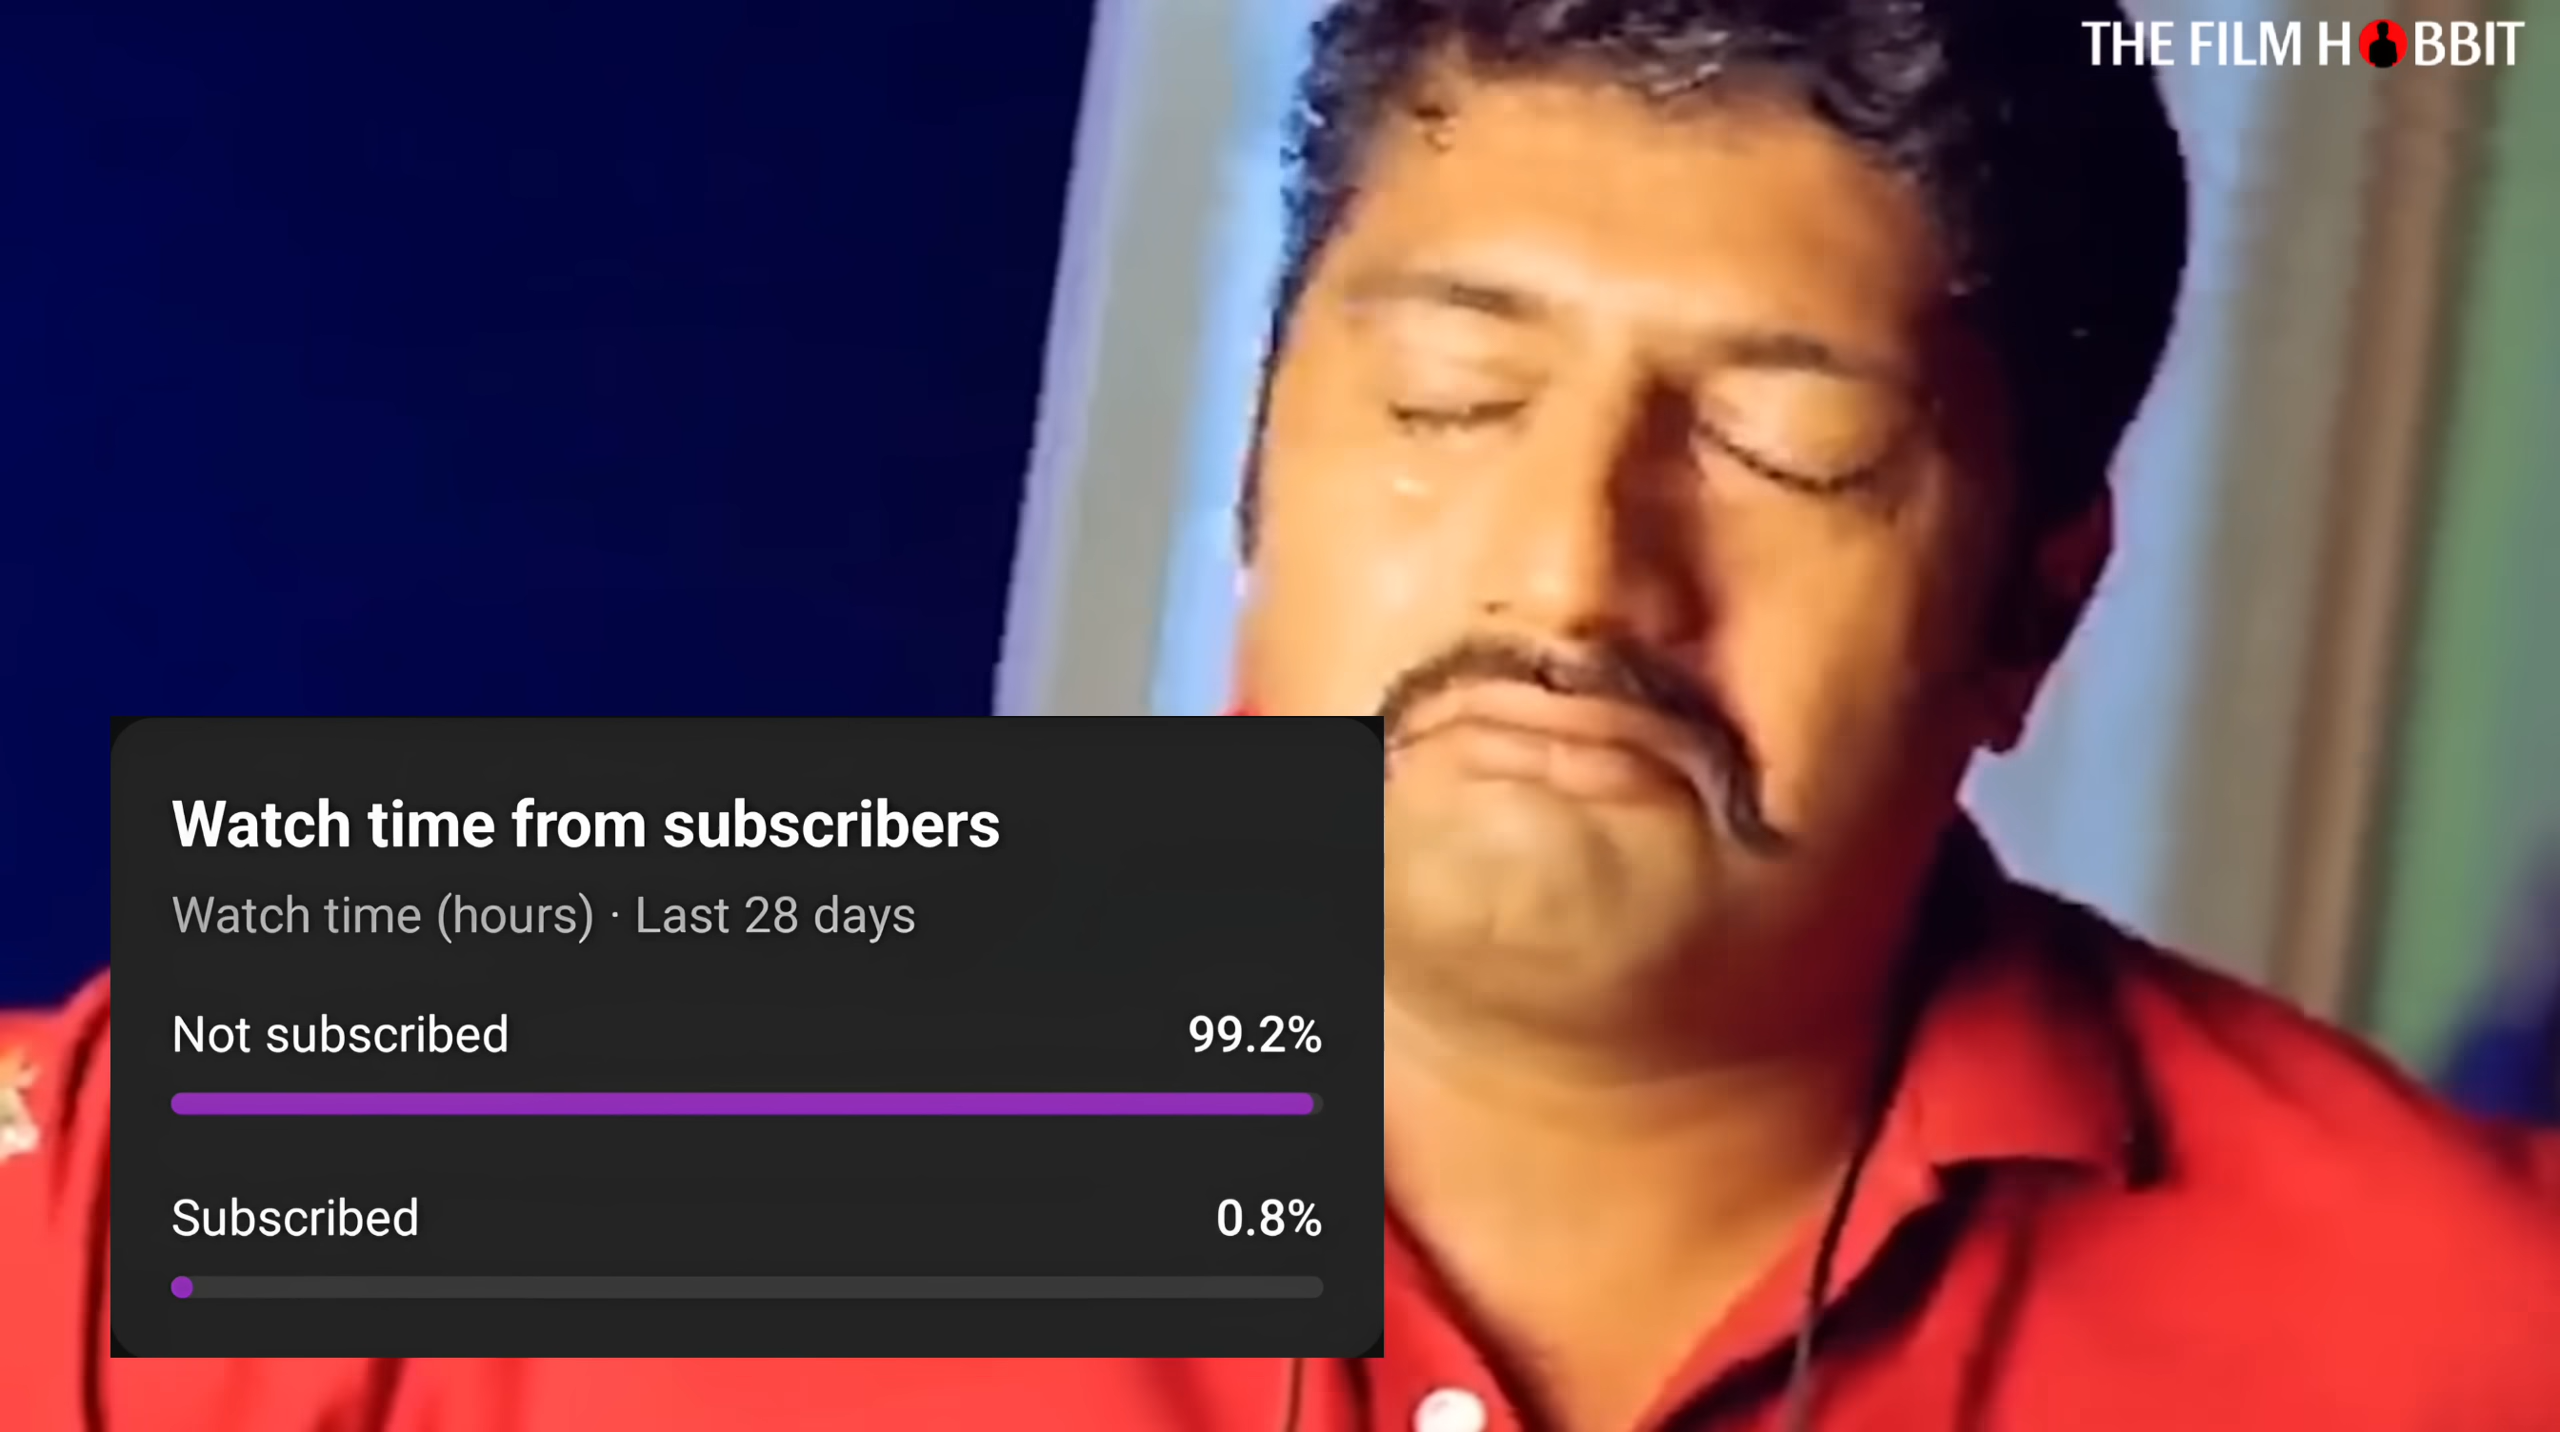 THE FILM HOBBIT
Watch time from subscribers
Watch time (hours) · Last 28 days
Not subscribed 99.2%
Subscribed 0.8%